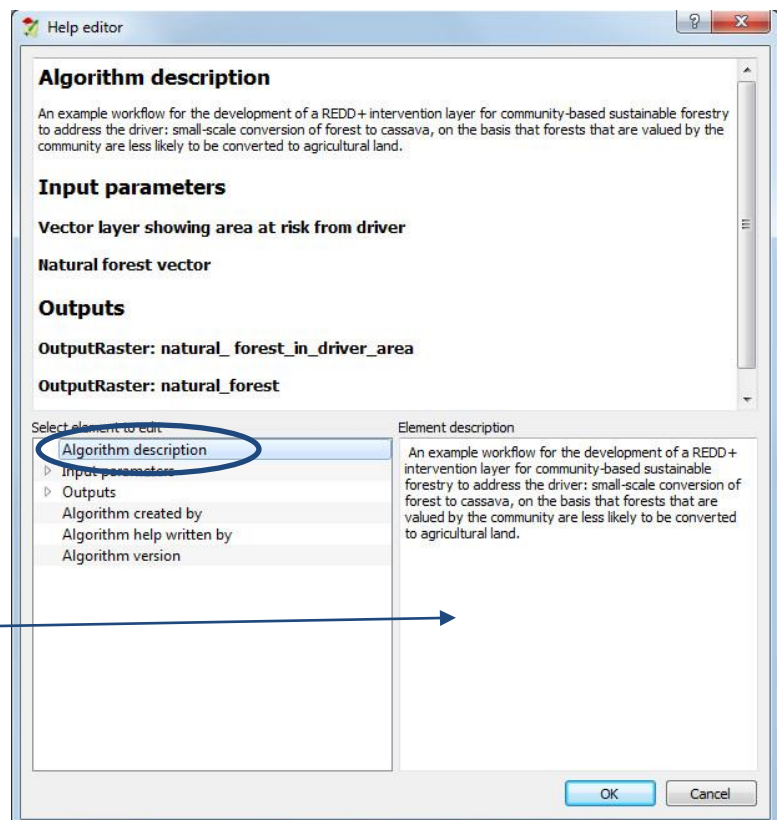 Help editor
Algorithm description
An example workflow for the development of a REDD+ intervention layer for community-based sustainable forestry
to address the driver: small-scale conversion of forest to cassava, on the basis that forests that are valued by the
community are less likely to be converted to agricultural land.
Input parameters
Vector layer showing area at risk from driver
Natural forest vector
Outputs
OutputRaster: natural_ forest_in_driver_area
OutputRaster: natural_forest
Select element to edit
Algorithm description
Input parameters
Outputs
Algorithm created by
Algorithm help written by
Algorithm version
Element description
An example workflow for the development of a REDD+
intervention layer for community-based sustainable
forestry to address the driver: small-scale conversion of
forest to cassava, on the basis that forests that are
valued by the community are less likely to be converted
to agricultural land.
OK
Cancel